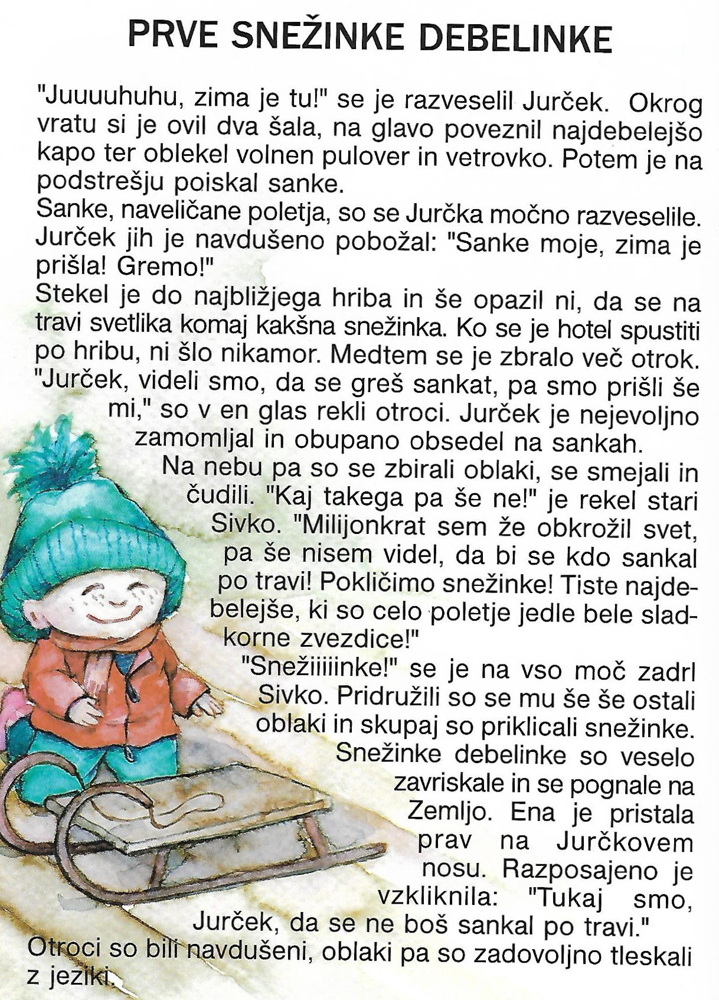 PRVE SNEŽINKE DEBELINKE
"Juuuuhuhu, zima je tu!" se je razveselil Jurček. Okrog
vratu si je ovil dva šala, na glavo poveznil najdebelejšo
kapo ter oblekel volnen pulover in vetrovko. Potem je na
podstrešju poiskal sanke.
Sanke, naveličane poletja, so se Jurčka močno razveselile.
Jurček jih je navdušeno pobožal: "Sanke moje, zima je
prišla! Gremo!"
Stekel je do najbližjega hriba in še opazil ni, da se na
travi svetlika komaj kakšna snežinka. Ko se je hotel spustiti
po hribu, ni šlo nikamor. Medtem se je zbralo več otrok.
"Jurček, videli smo, da se greš sankat, pa smo prišli še
mi," so v en glas rekli otroci. Jurček je nejevoljno
zamomljal in obupano obsedel na sankah.
Na nebu pa so se zbirali oblaki, se smejali in
čudili. "Kaj takega pa še ne!" je rekel stari
Sivko. "Milijonkrat sem že obkrožil svet,
pa še nisem videl, da bi se kdo sankal
po travi! Pokličimo snežinke! Tiste najde-
belejše, ki so celo poletje jedle bele slad-
korne zvezdice!"
"Snežiiiiinke!" se je na vso moč zadrl
Sivko. Pridružili so se mu še še ostali
oblaki in skupaj so priklicali snežinke.
Snežinke debelinke so veselo
zavriskale in se pognale na
Zemljo. Ena je pristala
prav na Jurčkovem
nosu. Razposajeno je
vzkliknila: "Tukaj smo,
Jurček, da se ne boš sankal po travi."
Otroci so bili navdušeni, oblaki pa so zadovoljno tleskali
z jeziki.